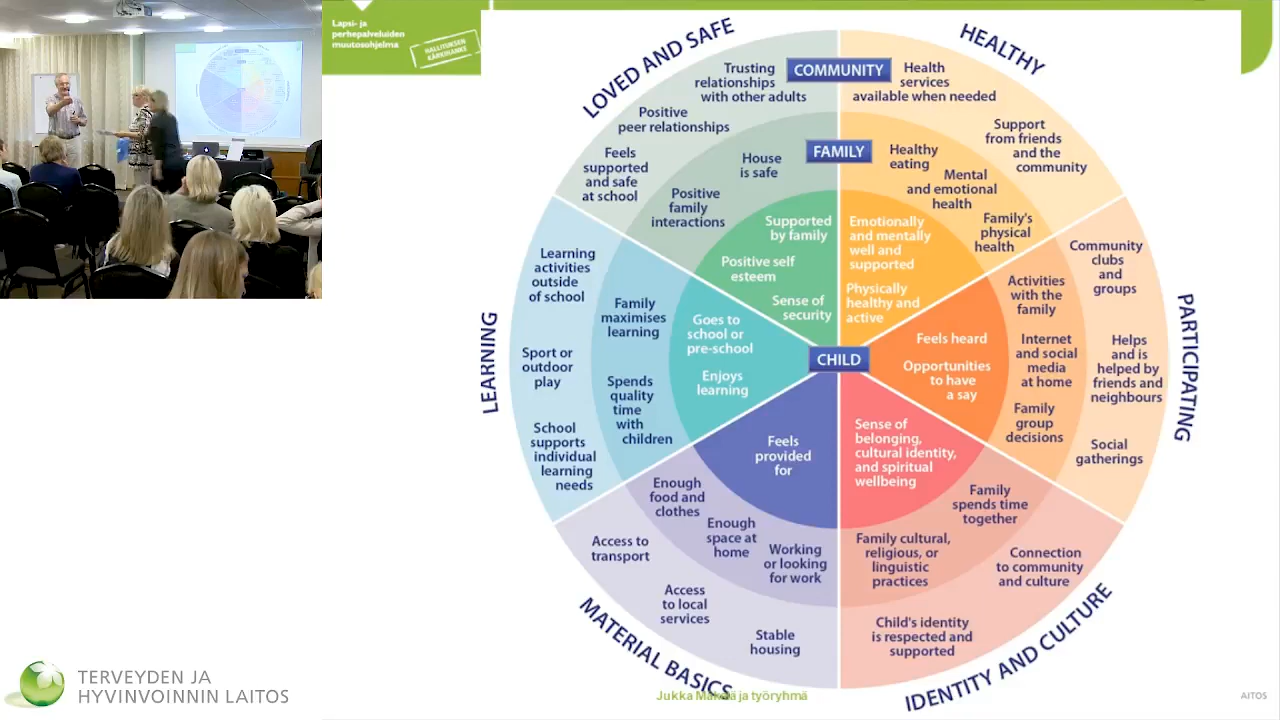 Lapsi- ja
perhepalveluiden
muutosohjelma
HALLITUKSEN
KÄRKIHANKE
LOVED AND SAFE
HEALTHY
PARTICIPATING
IDENTITY AND CULTURE
MATERIAL BASICS
LEARNING
COMMUNITY
FAMILY
CHILD
Trusting
relationships
with other adults
Positive
peer relationships
Feels
supported
and safe
at school
House
is safe
Positive
family
interactions
Supported
by family
Positive self
esteem
Sense of
security
Health
services
available when needed
Support
from friends
and the
community
Healthy
eating
Mental
and emotional
health
Family's
physical
health
Emotionally
and mentally
well and
supported
Physically
healthy and
active
Community
clubs
and
groups
Helps
and is
helped by
friends and
neighbours
Social
gatherings
Activities
with the
family
Internet
and social
media
at home
Family
group
decisions
Feels heard
Opportunities
to have
a say
Sense of
belonging,
cultural identity,
and spiritual
wellbeing
Family
spends time
together
Family cultural,
religious, or
linguistic
practices
Connection
to community
and culture
Child's identity
is respected and
supported
Feels
provided
for
Enough
food and
clothes
Enough
space at
home
Working
or looking
for work
Access to
transport
Access
to local
services
Stable
housing
Goes to
school or
pre-school
Enjoys
learning
Family
maximises
learning
Spends
quality
time
with
children
Learning
activities
outside
of school
Sport or
outdoor
play
School
supports
individual
learning
needs
Jukka Mäkelä ja työryhmä
AITOS
TERVEYDEN JA
HYVINVOINNIN LAITOS